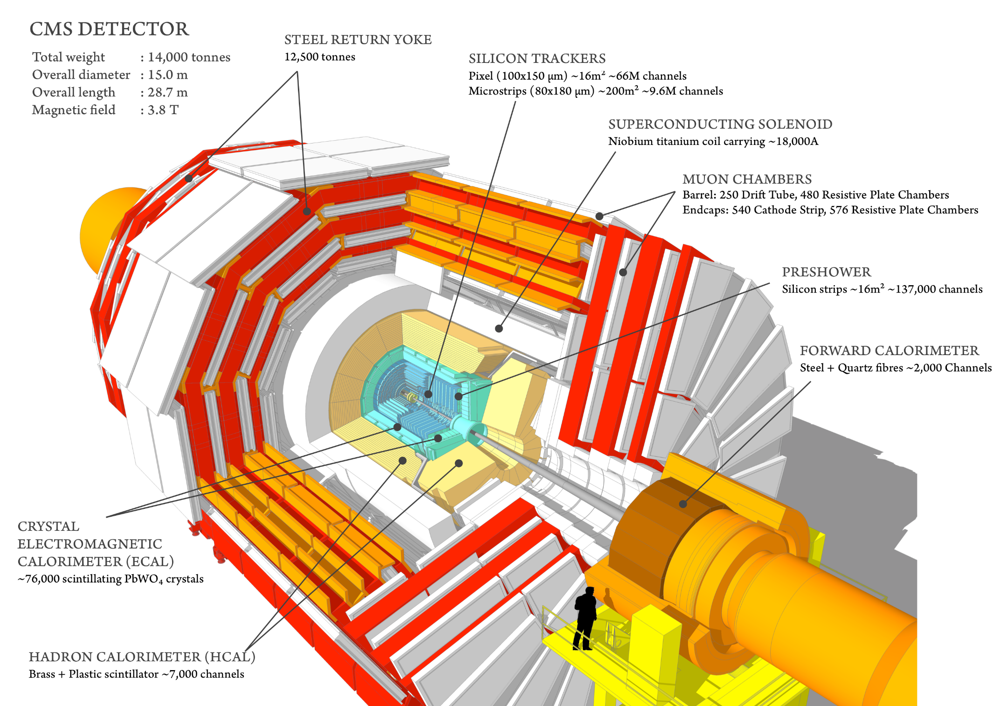 CMS DETECTOR
Total weight : 14,000 tonnes
Overall diameter : 15.0 m
Overall length : 28.7 m
Magnetic field : 3.8 T
STEEL RETURN YOKE
12,500 tonnes
SILICON TRACKERS
Pixel (100x150 μm) ~16m² ~66M channels
Microstrips (80x180 μm) ~200m² ~9.6M channels
SUPERCONDUCTING SOLENOID
Niobium titanium coil carrying ~18,000A
MUON CHAMBERS
Barrel: 250 Drift Tube, 480 Resistive Plate Chambers
Endcaps: 540 Cathode Strip, 576 Resistive Plate Chambers
PRESHOWER
Silicon strips ~16m² ~137,000 channels
FORWARD CALORIMETER
Steel + Quartz fibres ~2,000 Channels
CRYSTAL
ELECTROMAGNETIC
CALORIMETER (ECAL)
~76,000 scintillating PbWO₄ crystals
HADRON CALORIMETER (HCAL)
Brass + Plastic scintillator ~7,000 channels